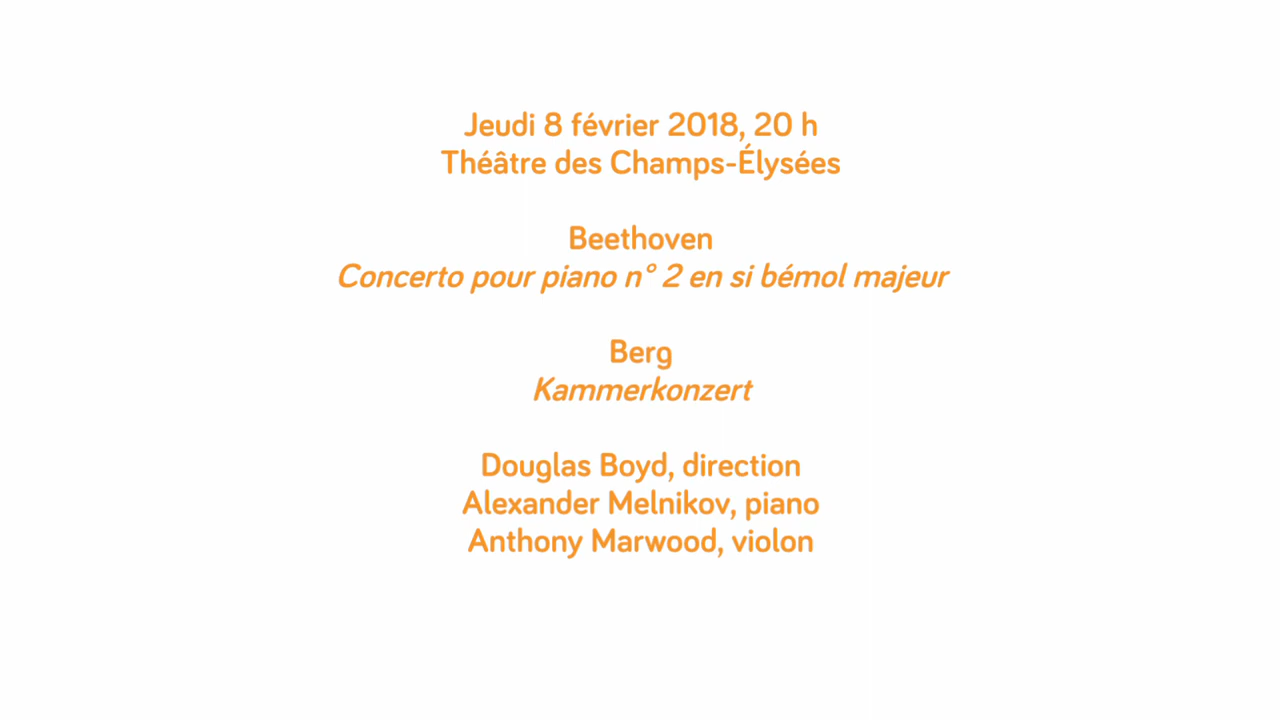 Jeudi 8 février 2018, 20 h
Théâtre des Champs-Élysées
Beethoven
Concerto pour piano n° 2 en si bémol majeur
Berg
Kammerkonzert
Douglas Boyd, direction
Alexander Melnikov, piano
Anthony Marwood, violon